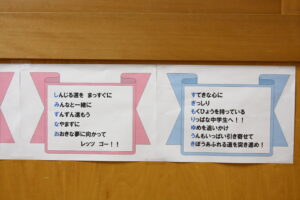 しんじる道を まっすぐに
みんなと一緒に
ずんずん進もう
なやまずに
おおきな夢に向かって
レッツ ゴー！！
すてきな心に
ぎっしり
もくひょうを持っている
りっぱな中学生へ！！
ゆめを追いかけ
うんもいっぱい引き寄せて
きぼうあふれる道を突き進め！